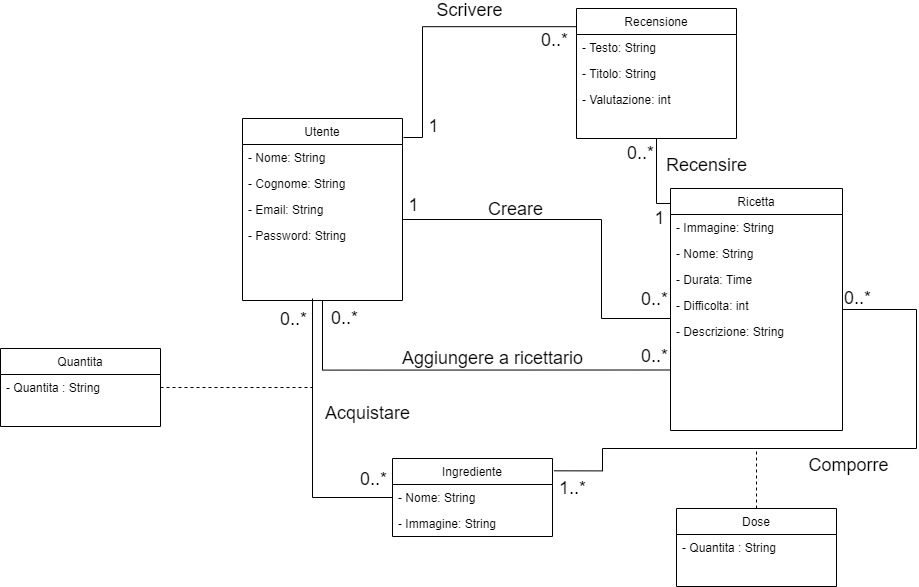 Scrivere
Recensione
0..*
- Testo: String
- Titolo: String
- Valutazione: int
1
Utente
- Nome: String
- Cognome: String
- Email: String
- Password: String
0..*
Recensire
1
Ricetta
- Immagine: String
- Nome: String
- Durata: Time
- Difficolta: int
- Descrizione: String
1
Creare
0..*
0..*
0..*
0..*
Aggiungere a ricettario
0..*
Quantita
- Quantita : String
Acquistare
0..*
Ingrediente
- Nome: String
- Immagine: String
1..*
Comporre
Dose
- Quantita : String